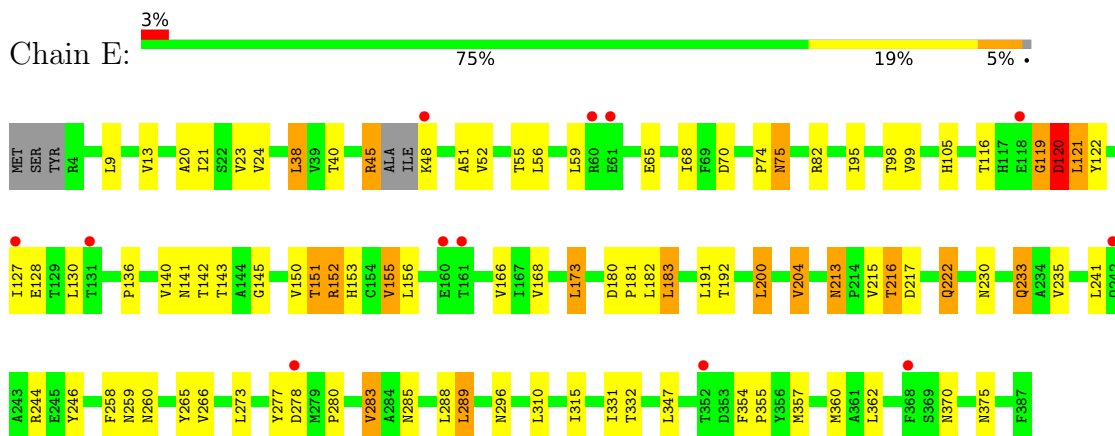 3%
Chain E:
75% 19% 5% •
MET SER TYR R4 L9 V13 A20 I21 S22 V23 V24 L38 V39 T40 R45 ALA ILE K48 A51 V52 T55 L56 L59 R60 E61 E65 I68 F69 D70 P74 N75 R82 I95 T98 V99 H105 T116 H117 E118 G119 D120 L121 Y122
I127 E128 T129 L130 T131 P136 V140 N141 T142 T143 A144 G145 V150 T151 R152 H153 C154 V155 L156 E160 T161 V166 I167 V168 L173 D180 P181 L182 L183 L191 T192 L200 V204 N213 P214 V215 T216 D217 Q222 N230 Q233 A234 V235 L241
A243 R244 E245 Y246 F258 N259 N260 Y265 V266 L273 Y277 D278 M279 P280 V283 A284 N285 L288 L289 N296 L310 I315 I331 T332 L347 T352 D353 F354 P355 Y356 M357 M360 A361 L362 F368 S369 N370 N375 F387